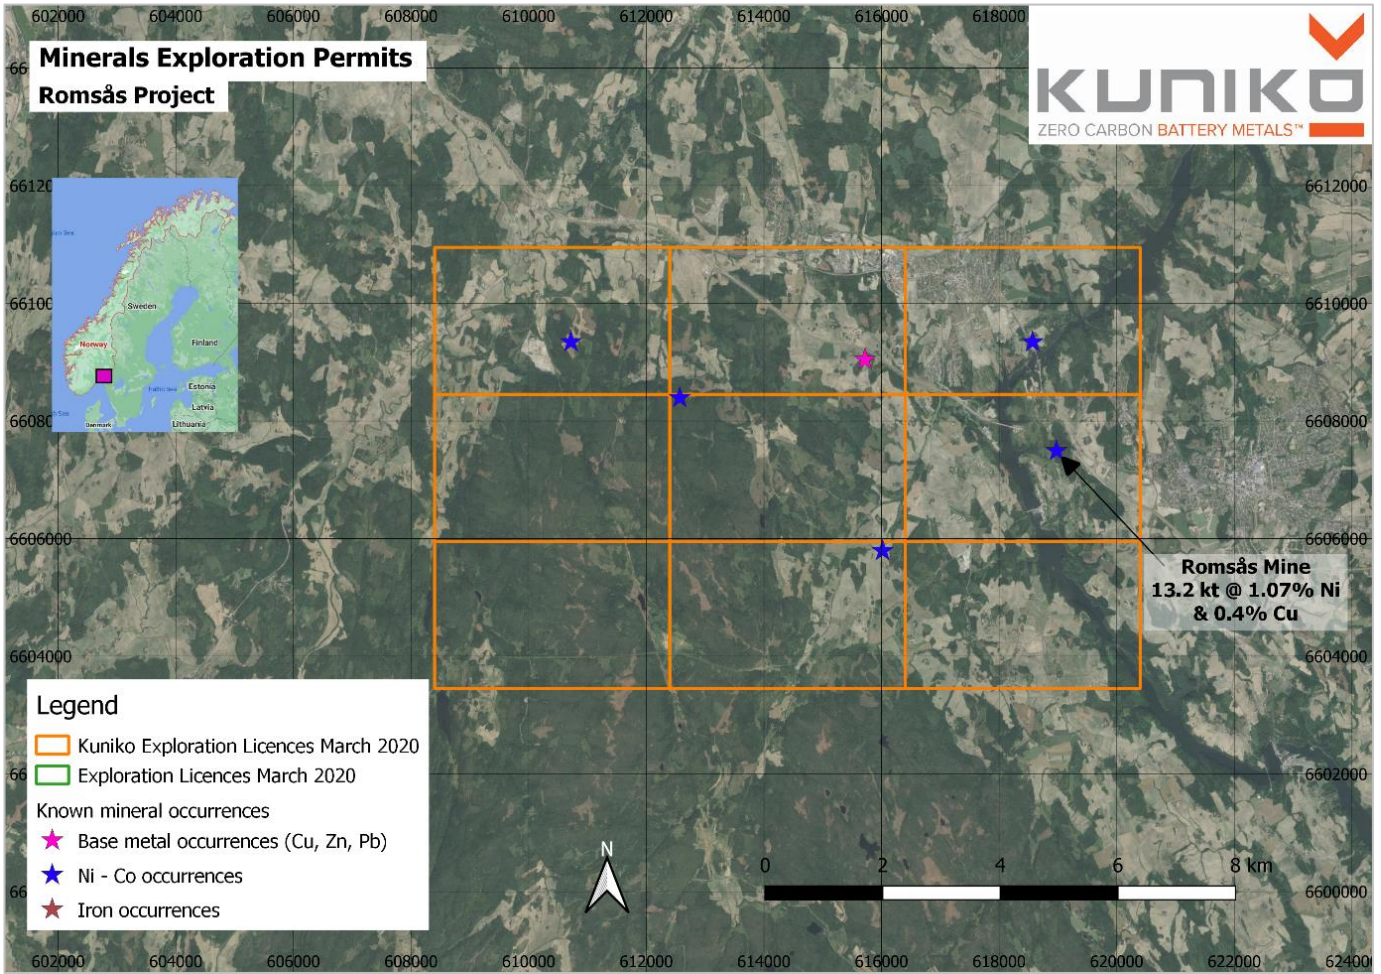 602000 604000 606000 608000 610000 612000 614000 616000 618000
Minerals Exploration Permits
Romsås Project
KUNIKO
ZERO CARBON BATTERY METALS™
6612000
6610000 6610000
6608000
6606000 6606000
6604000 6604000
6602000
6600000
Sweden
Norway
Finland
Estonia
Latvia
Denmark
Lithuania
Romsås Mine
13.2 kt @ 1.07% Ni
& 0.4% Cu
Legend
Kuniko Exploration Licences March 2020
Exploration Licences March 2020
Known mineral occurrences
Base metal occurrences (Cu, Zn, Pb)
Ni - Co occurrences
Iron occurrences
N
0 2 4 6 8 km
602000 604000 606000 608000 610000 612000 614000 616000 618000 620000 622000